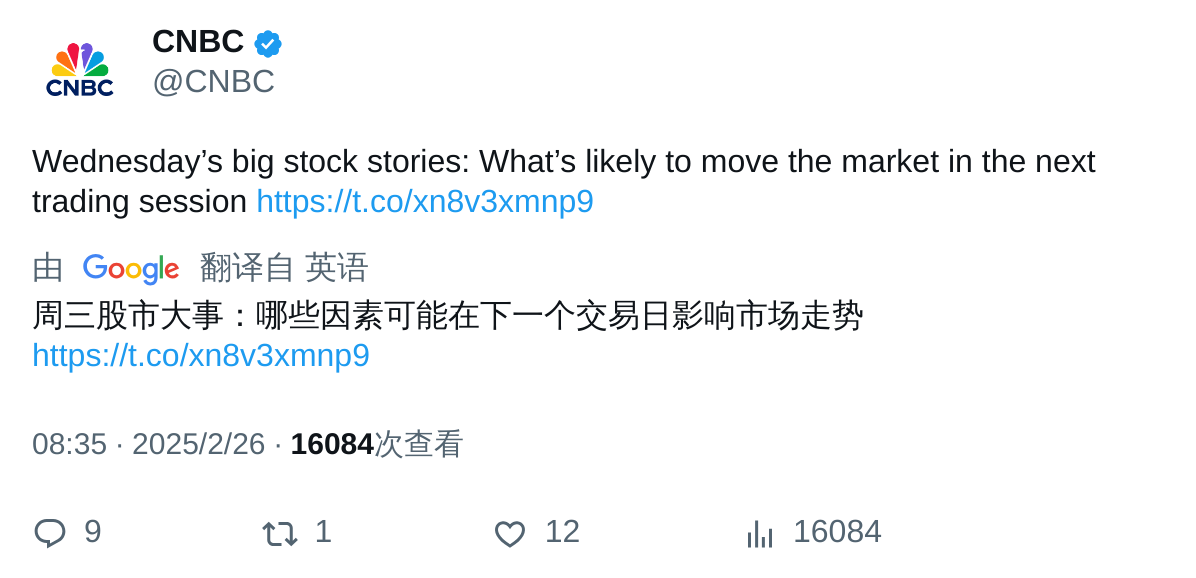 CNBC
@CNBC
CNBC
Wednesday’s big stock stories: What’s likely to move the market in the next
trading session https://t.co/xn8v3xmnp9
由 Google 翻译自 英语
周三股市大事：哪些因素可能在下一个交易日影响市场走势
https://t.co/xn8v3xmnp9
08:35 · 2025/2/26 · 16084次查看
9 1 12 16084